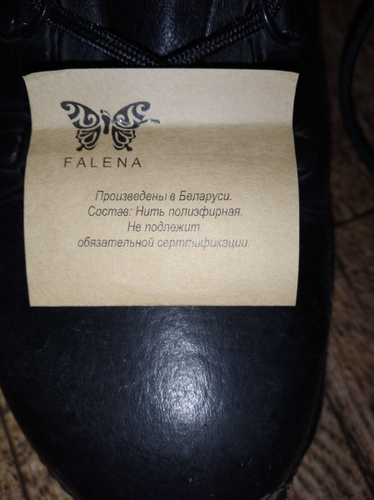 FALENA
Произведены в Беларуси.
Состав: Нить полиэфирная.
Не подлежит
обязательной сертификации.